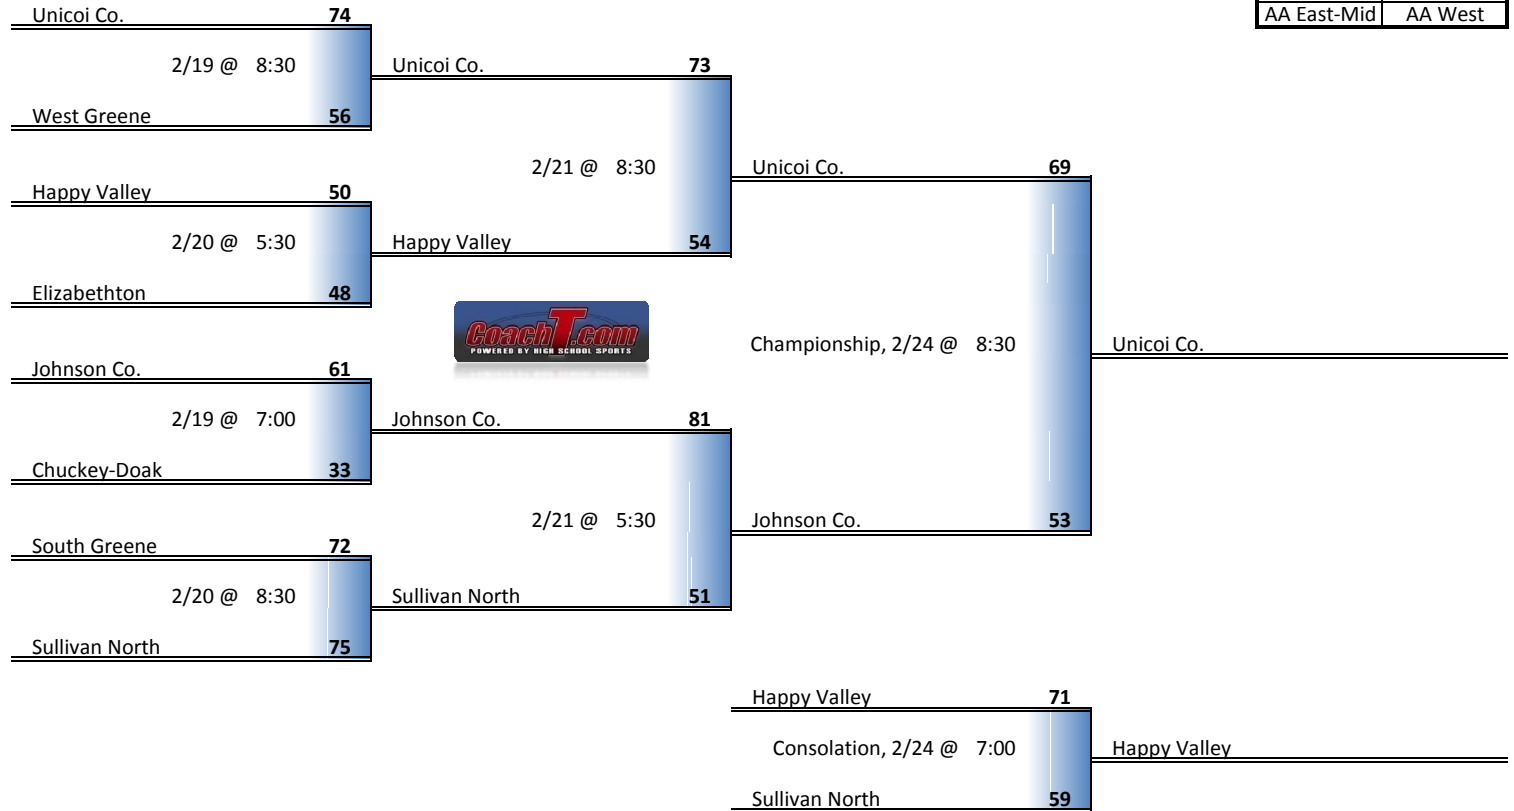 Unicoi Co. 74 AA East-Mid AA West
2/19 @ 8:30 Unicoi Co. 73
West Greene 56
2/21 @ 8:30 Unicoi Co. 69
Happy Valley 50
2/20 @ 5:30 Happy Valley 54
Elizabethton 48
CoachT.com
POWERED BY HIGH SCHOOL SPORTS
Championship, 2/24 @ 8:30 Unicoi Co.
Johnson Co. 61
2/19 @ 7:00 Johnson Co. 81
Chuckey-Doak 33
2/21 @ 5:30 Johnson Co. 53
South Greene 72
2/20 @ 8:30 Sullivan North 51
Sullivan North 75
Happy Valley 71
Consolation, 2/24 @ 7:00 Happy Valley
Sullivan North 59